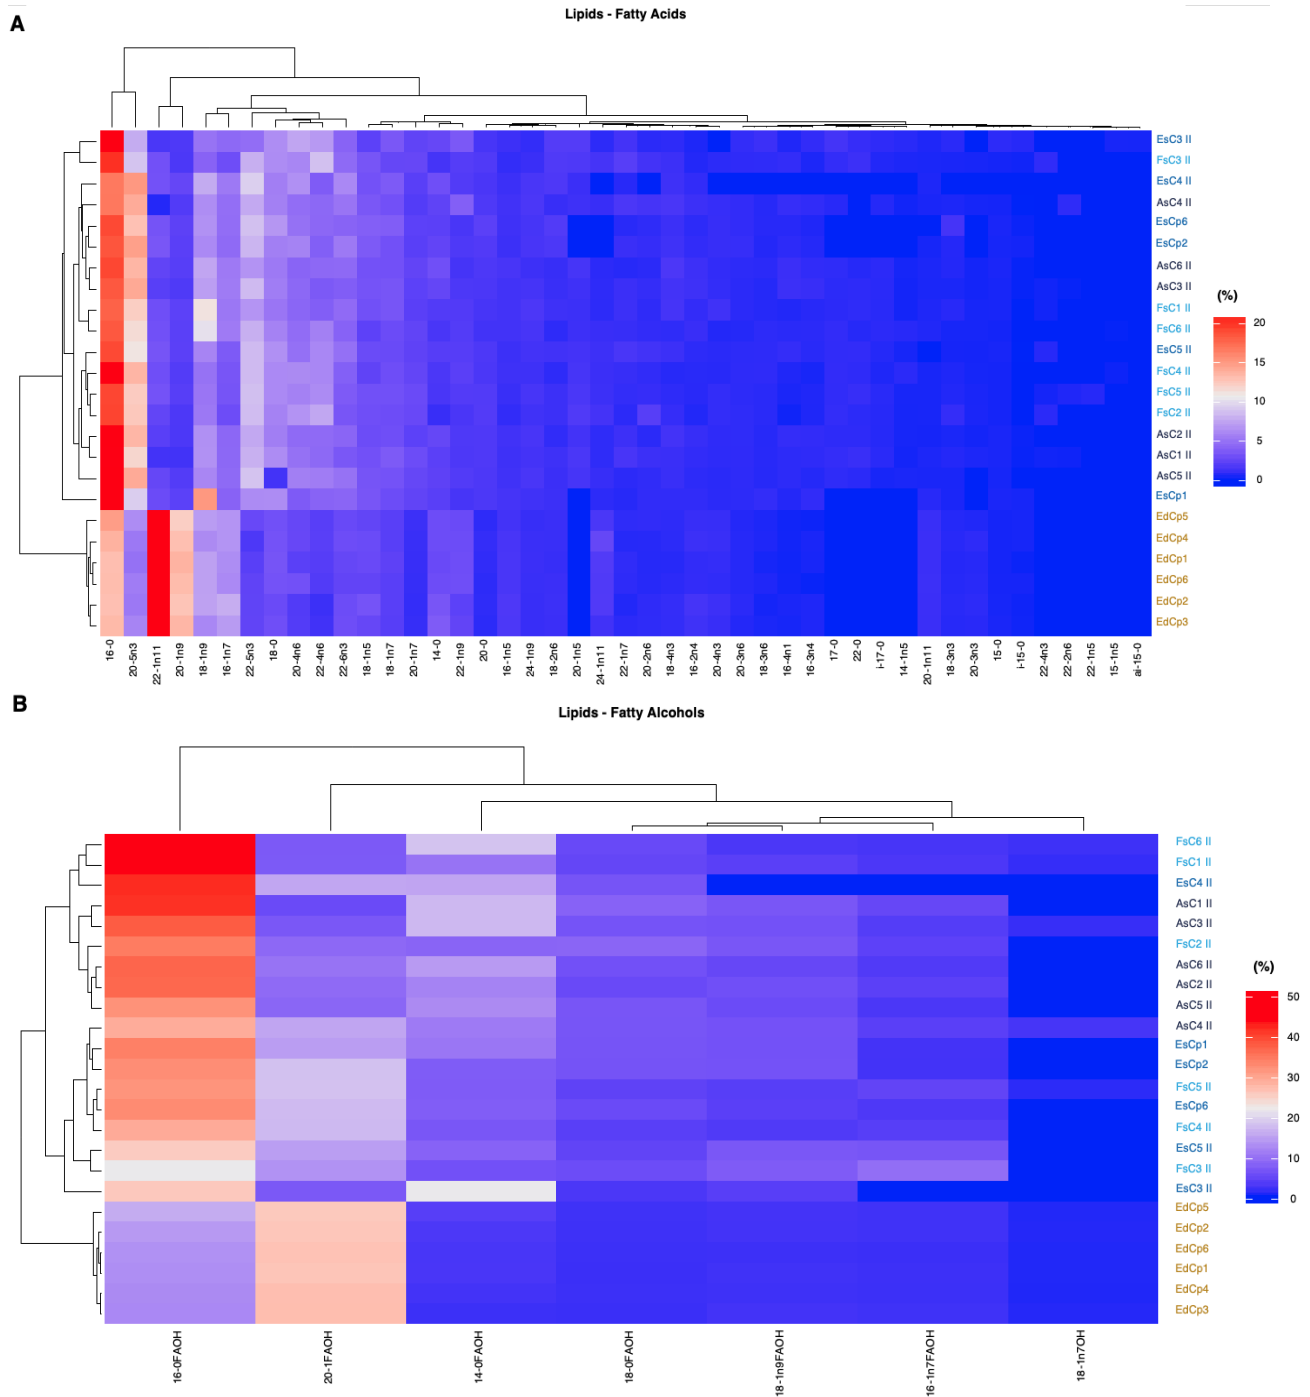 A
Lipids - Fatty Acids
EsC3 II
FsC3 II
EsC4 II
AsC4 II
EsCp6
EsCp2
AsC6 II
AsC3 II
FsC1 II
FsC6 II
EsC5 II
FsC4 II
FsC5 II
FsC2 II
AsC2 II
AsC1 II
AsC5 II
EsCp1
EdCp5
EdCp4
EdCp1
EdCp6
EdCp2
EdCp3
(%)
20
15
10
5
0
16-0
20-5n3
22-1n11
20-1n9
18-1n9
16-1n7
22-5n3
18-0
20-4n6
22-4n6
22-6n3
18-1n5
18-1n7
20-1n7
14-0
22-1n9
20-0
16-1n5
24-1n9
18-2n6
20-1n5
24-1n11
22-1n7
20-2n6
18-4n3
16-2n4
20-4n3
20-3n6
18-3n6
16-4n1
16-3n4
17-0
22-0
i-17-0
14-1n5
20-1n11
18-3n3
20-3n3
15-0
i-15-0
22-4n3
22-2n6
22-1n5
15-1n5
ai-15-0
B
Lipids - Fatty Alcohols
FsC6 II
FsC1 II
EsC4 II
AsC1 II
AsC3 II
FsC2 II
AsC6 II
AsC2 II
AsC5 II
AsC4 II
EsCp1
EsCp2
FsC5 II
EsCp6
FsC4 II
EsC5 II
FsC3 II
EsC3 II
EdCp5
EdCp2
EdCp6
EdCp1
EdCp4
EdCp3
(%)
50
40
30
20
10
0
16-0FAOH
20-1FAOH
14-0FAOH
18-0FAOH
18-1n9FAOH
16-1n7FAOH
18-1n7OH